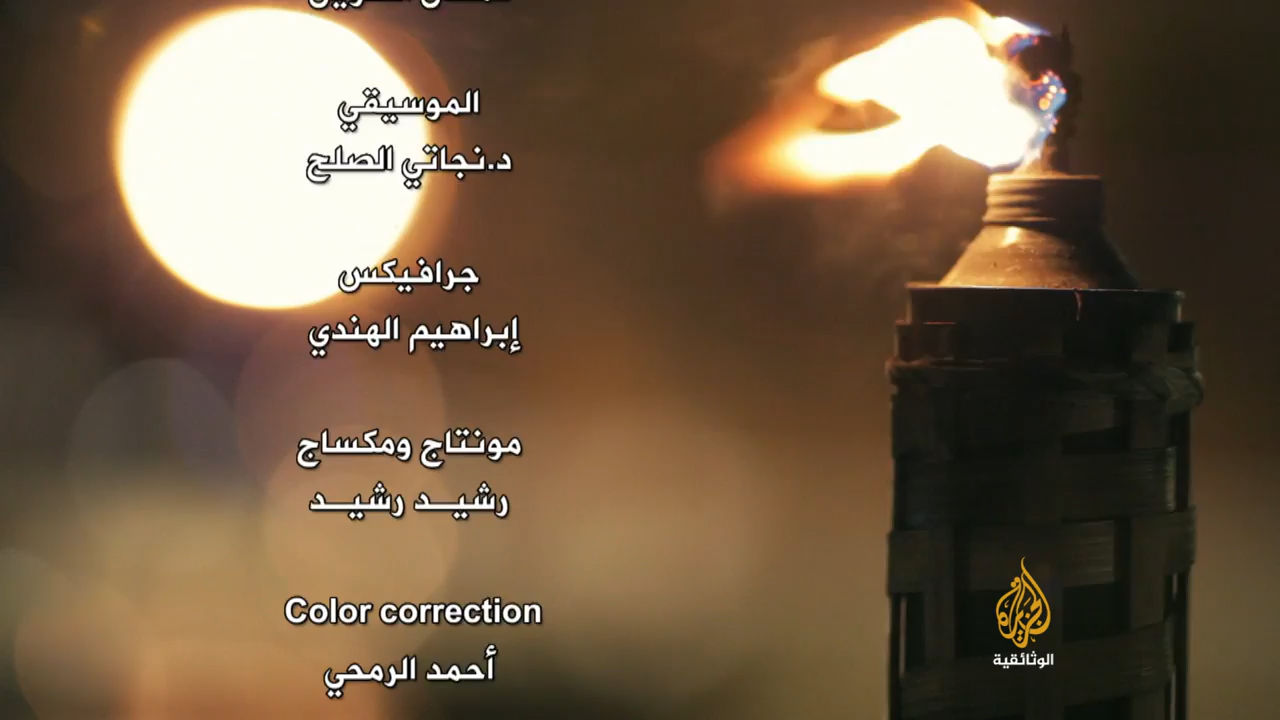 الموسيقي
د.نجاتي الصلح
جرافيكس
إبراهيم الهندي
مونتاج ومكساج
رشيـــد رشيـــد
Color correction
أحمد الرمحي
الجزيرة
الوثائقية